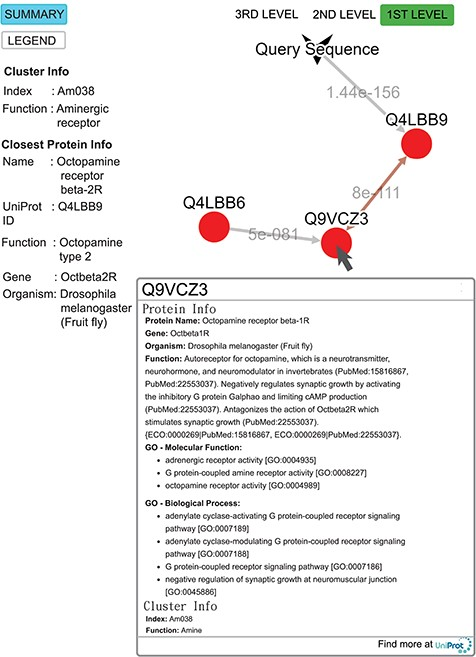 SUMMARY
3RD LEVEL 2ND LEVEL 1ST LEVEL
LEGEND
Query Sequence
Cluster Info
Index : Am038
Function : Aminergic
receptor
Closest Protein Info
Name : Octopamine
receptor
beta-2R
UniProt : Q4LBB9
ID
Function : Octopamine
type 2
Gene : Octbeta2R
Organism: Drosophila
melanogaster
(Fruit fly)
1.44e-156
Q4LBB9
8e-111
Q4LBB6
Q9VCZ3
5e-081
Q9VCZ3
Protein Info
Protein Name: Octopamine receptor beta-1R
Gene: Octbeta1R
Organism: Drosophila melanogaster (Fruit fly)
Function: Autoreceptor for octopamine, which is a neurotransmitter,
neurohormone, and neuromodulator in invertebrates (PubMed:15816867,
PubMed:22553037). Negatively regulates synaptic growth by activating
the inhibitory G protein Galphao and limiting cAMP production
(PubMed:22553037). Antagonizes the action of Octbeta2R which
stimulates synaptic growth (PubMed:22553037).
{ECO:0000269|PubMed:15816867, ECO:0000269|PubMed:22553037}.
GO - Molecular Function:
• adrenergic receptor activity [GO:0004935]
• G protein-coupled amine receptor activity [GO:0008227]
• octopamine receptor activity [GO:0004989]
GO - Biological Process:
• adenylate cyclase-activating G protein-coupled receptor signaling
pathway [GO:0007189]
• adenylate cyclase-modulating G protein-coupled receptor signaling
pathway [GO:0007188]
• G protein-coupled receptor signaling pathway [GO:0007186]
• negative regulation of synaptic growth at neuromuscular junction
[GO:0045886]
Cluster Info
Index: Am038
Function: Amine
Find more at UniProt